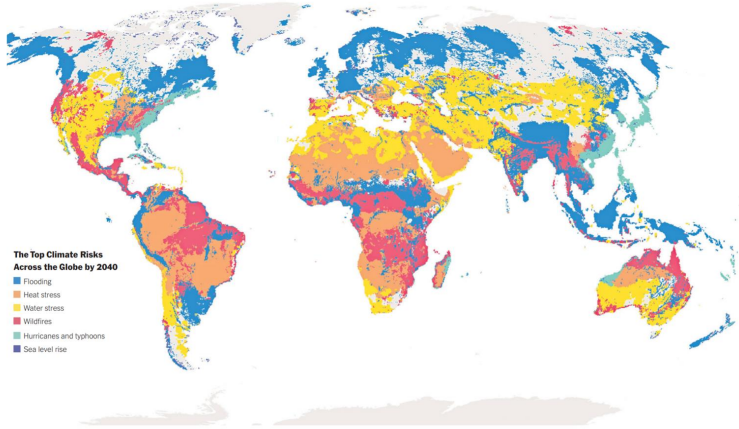 The Top Climate Risks
Across the Globe by 2040
Flooding
Heat stress
Water stress
Wildfires
Hurricanes and typhoons
Sea level rise